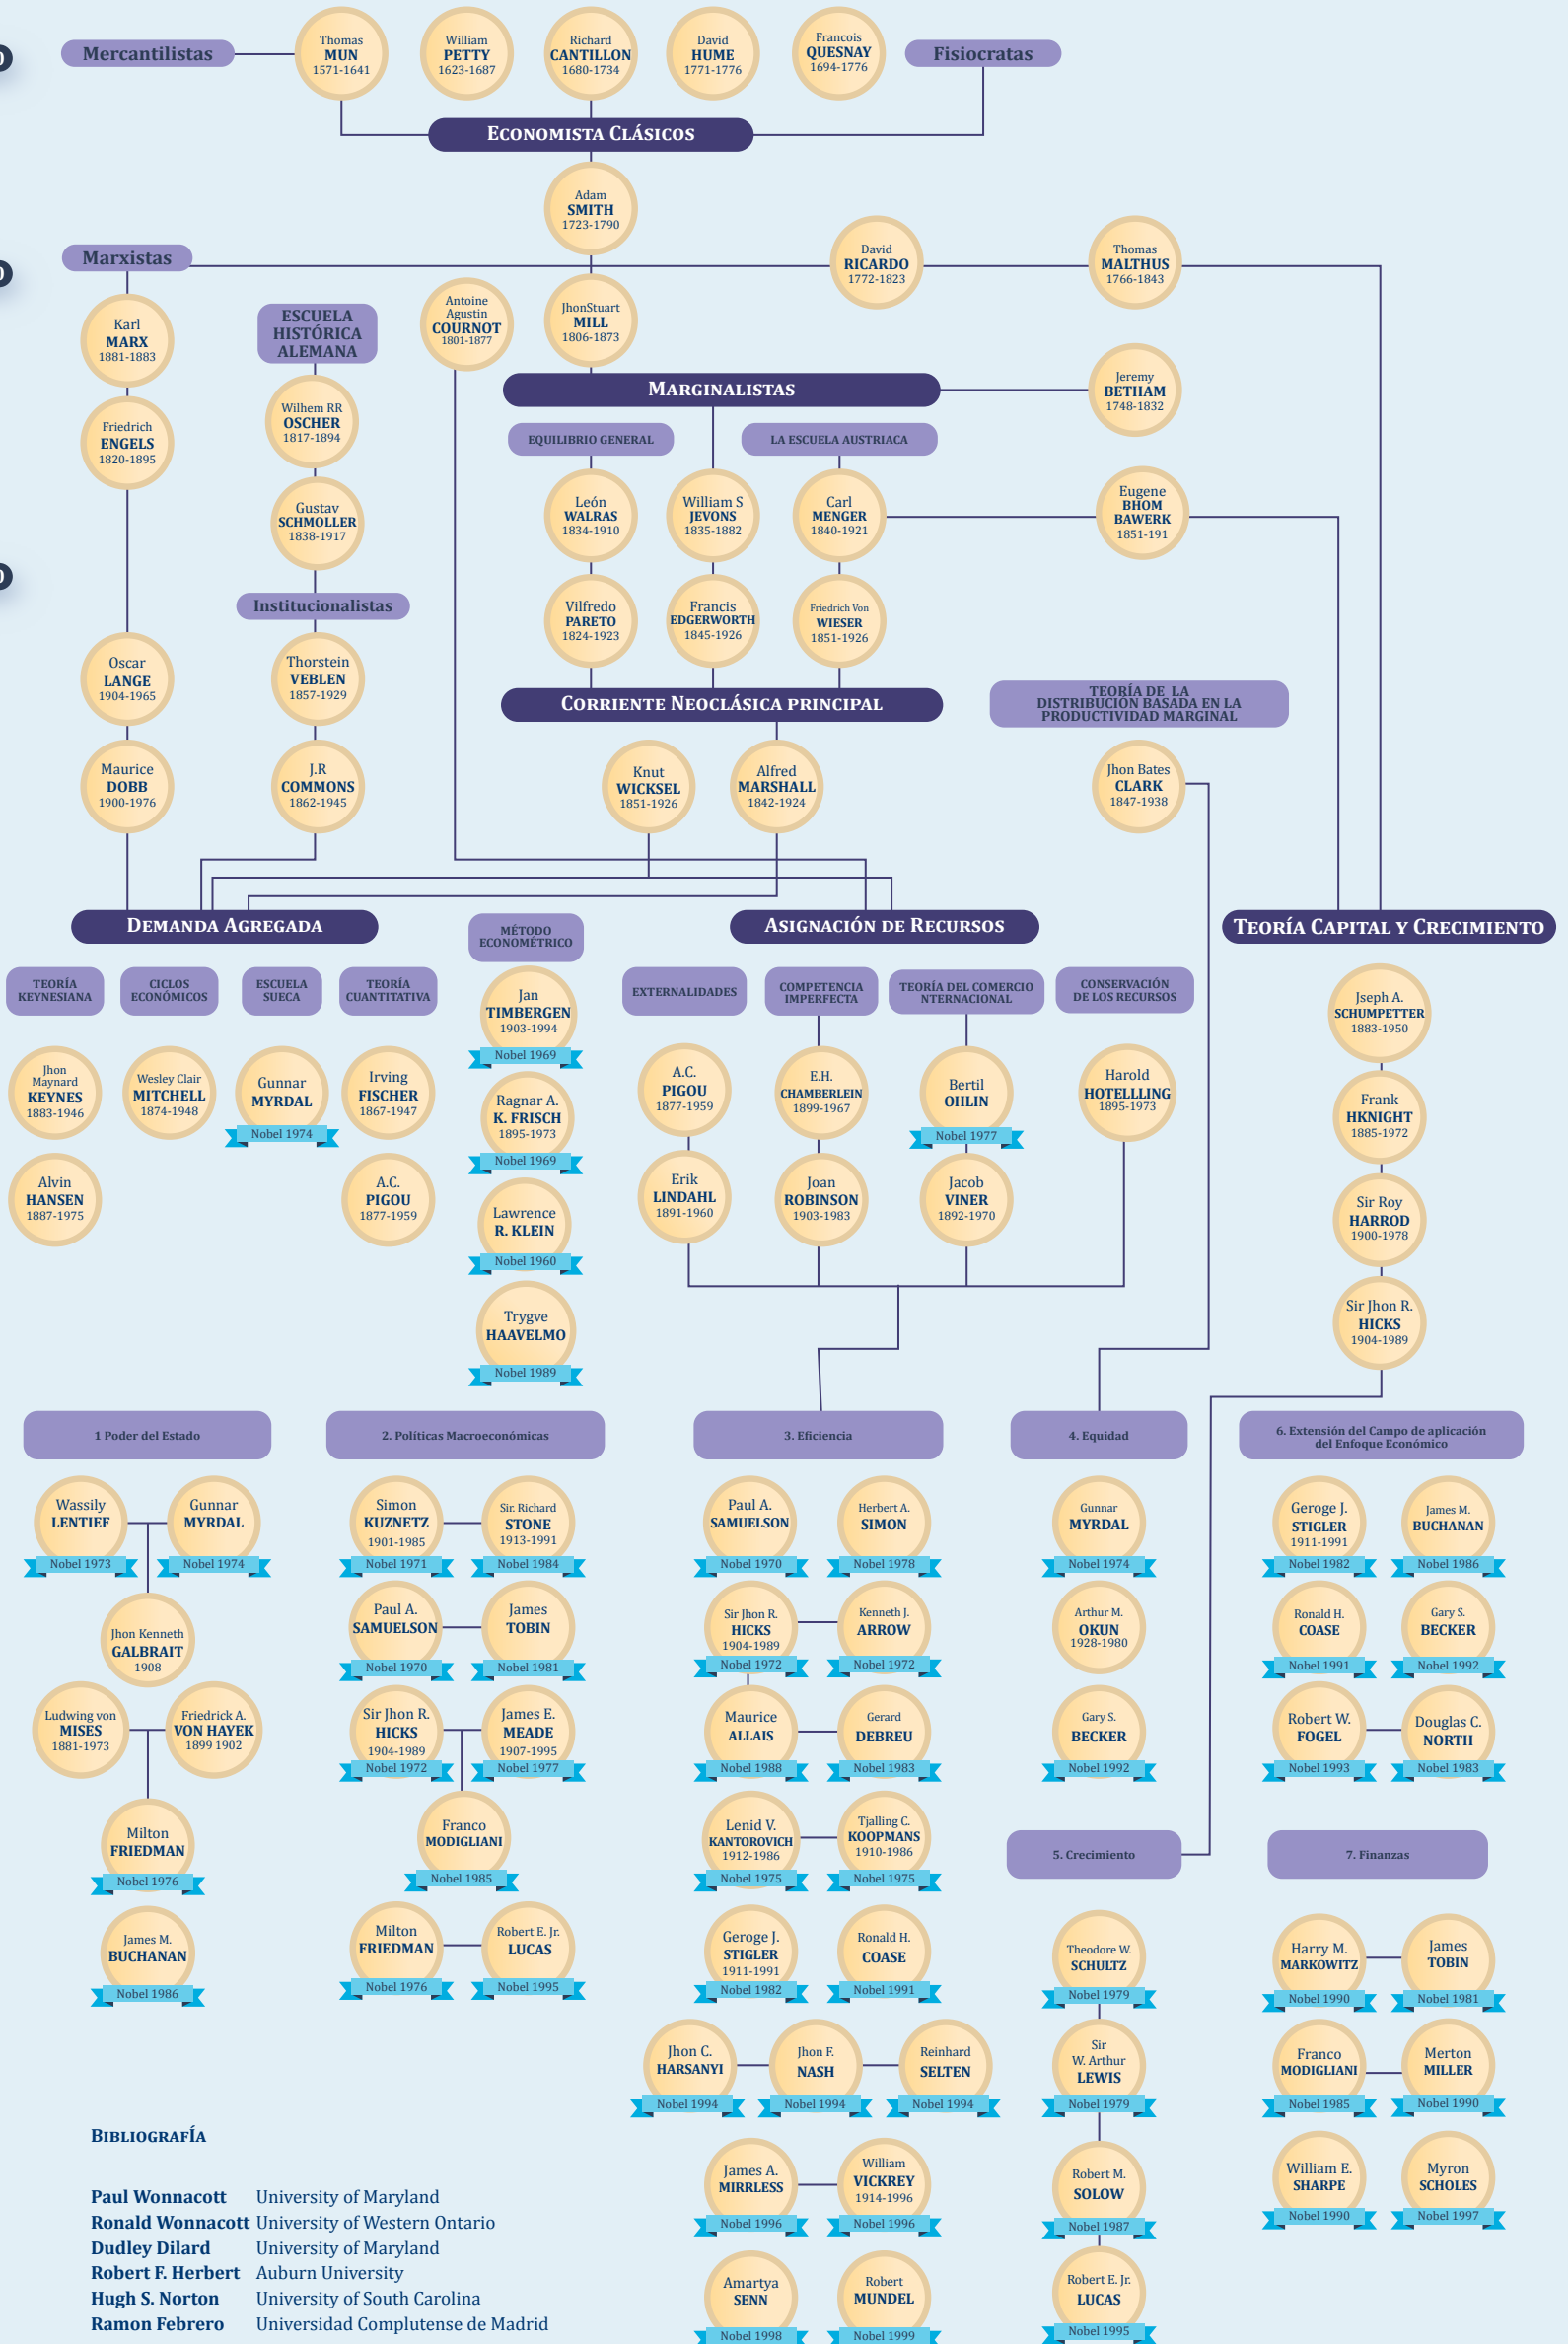 Mercantilistas
Thomas
MUN
1571-1641
William
PETTY
1623-1687
Richard
CANTILLON
1680-1734
David
HUME
1771-1776
Francois
QUESNAY
1694-1776
Fisiocratas
ECONOMISTA CLÁSICOS
Adam
SMITH
1723-1790
Marxistas
David
RICARDO
1772-1823
Thomas
MALTHUS
1766-1843
Karl
MARX
1881-1883
ESCUELA
HISTÓRICA
ALEMANA
Antoine
Agustin
COURNOT
1801-1877
JhonStuart
MILL
1806-1873
MARGINALISTAS
Jeremy
BETHAM
1748-1832
Friedrich
ENGELS
1820-1895
Wilhem RR
OSCHER
1817-1894
EQUILIBRIO GENERAL
LA ESCUELA AUSTRIACA
Gustav
SCHMOLLER
1838-1917
León
WALRAS
1834-1910
William S
JEVONS
1835-1882
Carl
MENGER
1840-1921
Eugene
BHOM
BAWERK
1851-191
Institucionalistas
Vilfredo
PARETO
1824-1923
Francis
EDGERWORTH
1845-1926
Friedrich Von
WIESER
1851-1926
Oscar
LANGE
1904-1965
Thorstein
VEBLEN
1857-1929
CORRIENTE NEOCLÁSICA PRINCIPAL
TEORÍA DE LA
DISTRIBUCIÓN BASADA EN LA
PRODUCTIVIDAD MARGINAL
Maurice
DOBB
1900-1976
J.R
COMMONS
1862-1945
Knut
WICKSEL
1851-1926
Alfred
MARSHALL
1842-1924
Jhon Bates
CLARK
1847-1938
DEMANDA AGREGADA
MÉTODO
ECONOMÉTRICO
ASIGNACIÓN DE RECURSOS
TEORÍA CAPITAL Y CRECIMIENTO
TEORÍA
KEYNESIANA
CICLOS
ECONÓMICOS
ESCUELA
SUECA
TEORÍA
CUANTITATIVA
Jan
TIMBERGEN
1903-1994
Nobel 1969
EXTERNALIDADES
COMPETENCIA
IMPERFECTA
TEORÍA DEL COMERCIO
NTERNACIONAL
CONSERVACIÓN
DE LOS RECURSOS
Jseph A.
SCHUMPETTER
1883-1950
Jhon
Maynard
KEYNES
1883-1946
Wesley Clair
MITCHELL
1874-1948
Gunnar
MYRDAL
Nobel 1974
Irving
FISCHER
1867-1947
Ragnar A.
K. FRISCH
1895-1973
Nobel 1969
A.C.
PIGOU
1877-1959
E.H.
CHAMBERLEIN
1899-1967
Bertil
OHLIN
Nobel 1977
Harold
HOTELLLING
1895-1973
Frank
HKNIGHT
1885-1972
Alvin
HANSEN
1887-1975
A.C.
PIGOU
1877-1959
Lawrence
R. KLEIN
Nobel 1960
Erik
LINDAHL
1891-1960
Joan
ROBINSON
1903-1983
Jacob
VINER
1892-1970
Sir Roy
HARROD
1900-1978
Trygve
HAAVELMO
Nobel 1989
Sir Jhon R.
HICKS
1904-1989
1 Poder del Estado
2. Políticas Macroeconómicas
3. Eficiencia
4. Equidad
6. Extensión del Campo de aplicación
del Enfoque Económico
Wassily
LENTIEF
Nobel 1973
Gunnar
MYRDAL
Nobel 1974
Jhon Kenneth
GALBRAIT
1908
Ludwing von
MISES
1881-1973
Friedrick A.
VON HAYEK
1899 1902
Milton
FRIEDMAN
Nobel 1976
James M.
BUCHANAN
Nobel 1986
Simon
KUZNETZ
1901-1985
Nobel 1971
Sir. Richard
STONE
1913-1991
Nobel 1984
Paul A.
SAMUELSON
Nobel 1970
James
TOBIN
Nobel 1981
Sir Jhon R.
HICKS
1904-1989
Nobel 1972
James E.
MEADE
1907-1995
Nobel 1977
Franco
MODIGLIANI
Nobel 1985
Milton
FRIEDMAN
Nobel 1976
Robert E. Jr.
LUCAS
Nobel 1995
Paul A.
SAMUELSON
Nobel 1970
Herbert A.
SIMON
Nobel 1978
Sir Jhon R.
HICKS
1904-1989
Nobel 1972
Kenneth J.
ARROW
Nobel 1972
Maurice
ALLAIS
Nobel 1988
Gerard
DEBREU
Nobel 1983
Lenid V.
KANTOROVICH
1912-1986
Nobel 1975
Tjalling C.
KOOPMANS
1910-1986
Nobel 1975
Geroge J.
STIGLER
1911-1991
Nobel 1982
Ronald H.
COASE
Nobel 1991
Jhon C.
HARSANYI
Nobel 1994
Jhon F.
NASH
Nobel 1994
Reinhard
SELTEN
Nobel 1994
James A.
MIRRLESS
Nobel 1996
William
VICKREY
1914-1996
Nobel 1996
Amartya
SENN
Nobel 1998
Robert
MUNDEL
Nobel 1999
Gunnar
MYRDAL
Nobel 1974
Arthur M.
OKUN
1928-1980
Gary S.
BECKER
Nobel 1992
5. Crecimiento
Theodore W.
SCHULTZ
Nobel 1979
Sir
W. Arthur
LEWIS
Nobel 1979
Robert M.
SOLOW
Nobel 1987
Robert E. Jr.
LUCAS
Nobel 1995
Geroge J.
STIGLER
1911-1991
Nobel 1982
James M.
BUCHANAN
Nobel 1986
Ronald H.
COASE
Nobel 1991
Gary S.
BECKER
Nobel 1992
Robert W.
FOGEL
Nobel 1993
Douglas C.
NORTH
Nobel 1983
7. Finanzas
Harry M.
MARKOWITZ
Nobel 1990
James
TOBIN
Nobel 1981
Franco
MODIGLIANI
Nobel 1985
Merton
MILLER
Nobel 1990
William E.
SHARPE
Nobel 1990
Myron
SCHOLES
Nobel 1997
BIBLIOGRAFÍA
Paul Wonnacott University of Maryland
Ronald Wonnacott University of Western Ontario
Dudley Dilard University of Maryland
Robert F. Herbert Auburn University
Hugh S. Norton University of South Carolina
Ramon Febrero Universidad Complutense de Madrid